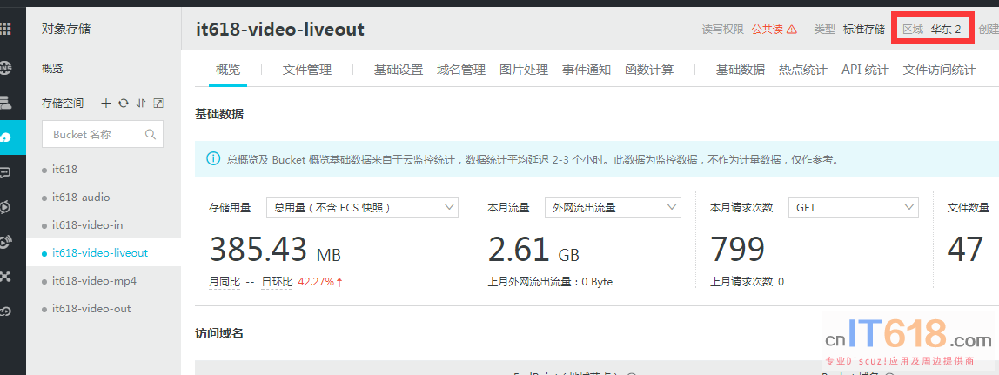 对象存储
it618-video-liveout
读写权限 公共读 类型 标准存储 区域 华东 2 创建
概览
概览 文件管理 基础设置 域名管理 图片处理 事件通知 函数计算 基础数据 热点统计 API 统计 文件访问统计
存储空间
基础数据
Bucket 名称
总概览及 Bucket 概览基础数据来自于云监控统计，数据统计平均延迟 2-3 个小时。此数据为监控数据，不作为计量数据，仅作参考。
it618
it618-audio
it618-video-in
it618-video-liveout
it618-video-mp4
it618-video-out
存储用量 总用量（不含 ECS 快照） 本月流量 外网流出流量 本月请求次数 GET 文件数量
385.43 MB 2.61 GB 799 47
月同比 -- 日环比 42.27% 上月外网流出流量：0 Byte 上月请求次数 0
访问域名
cnIT618.com
专业Discuz!应用及周边提供商